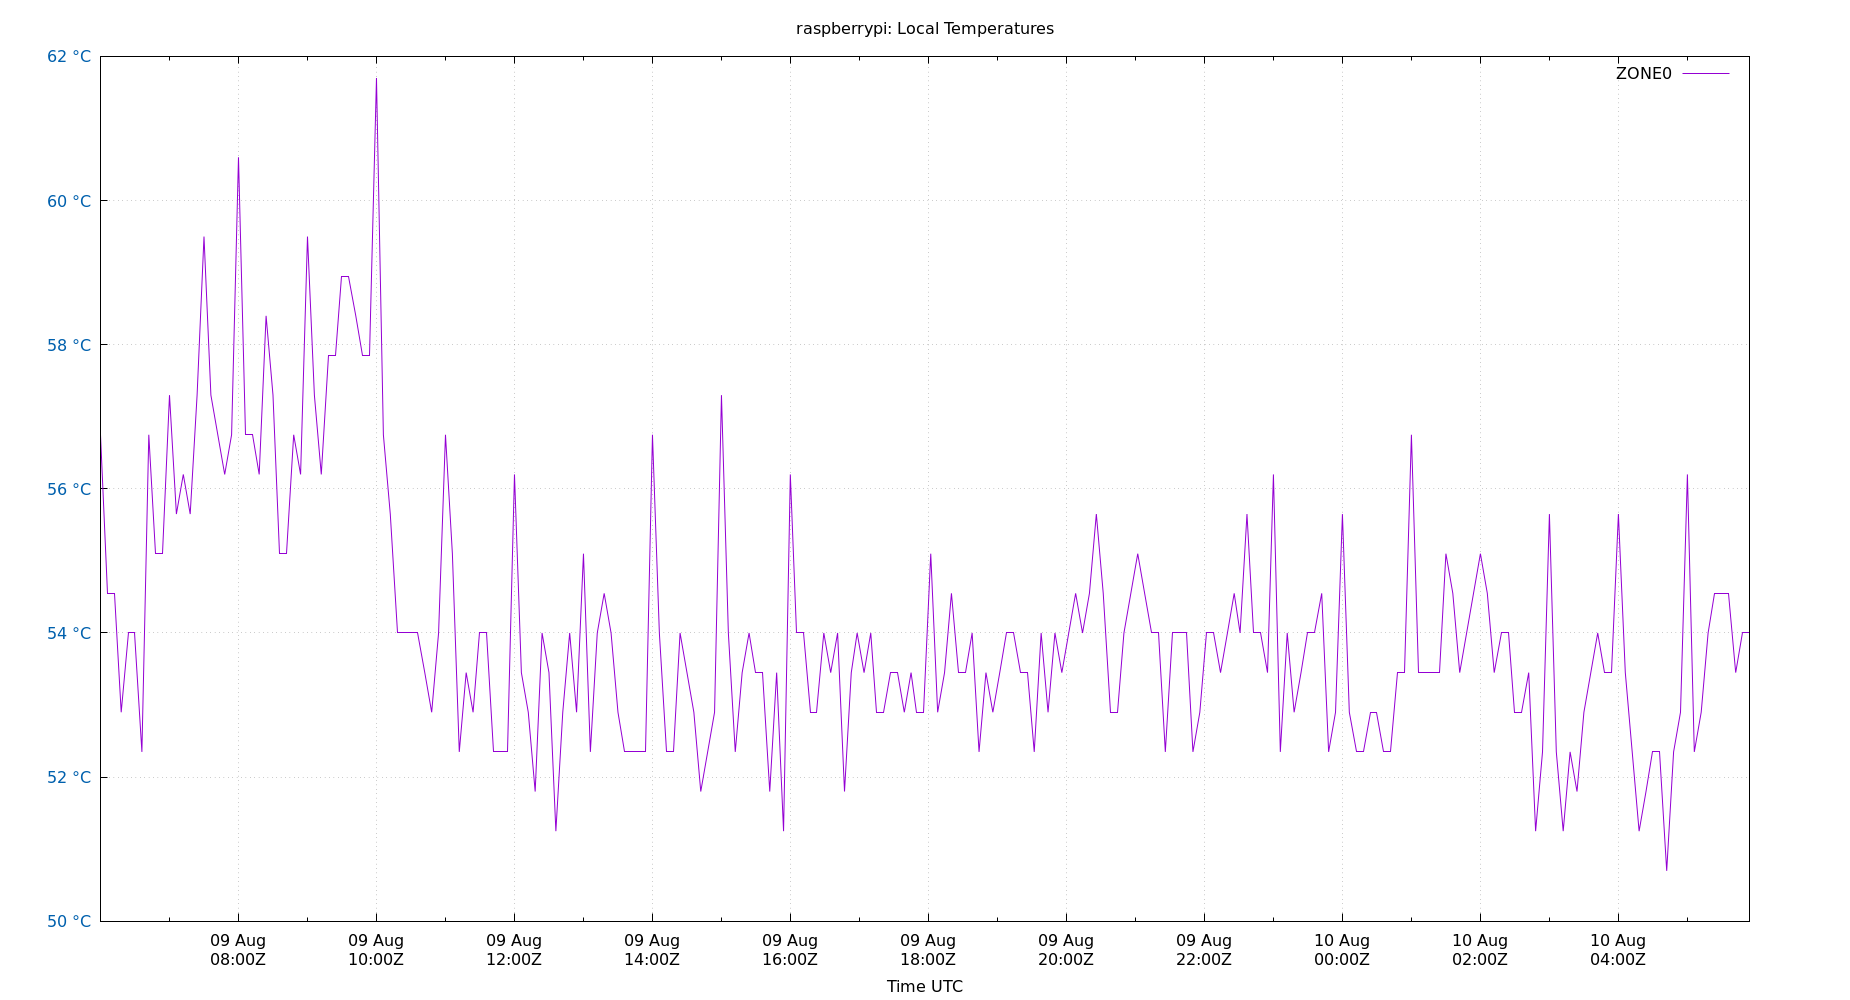 raspberrypi: Local Temperatures
ZONE0
62 °C
60 °C
58 °C
56 °C
54 °C
52 °C
50 °C
09 Aug 09 Aug 09 Aug 09 Aug 09 Aug 09 Aug 09 Aug 09 Aug 10 Aug 10 Aug 10 Aug
08:00Z 10:00Z 12:00Z 14:00Z 16:00Z 18:00Z 20:00Z 22:00Z 00:00Z 02:00Z 04:00Z
Time UTC